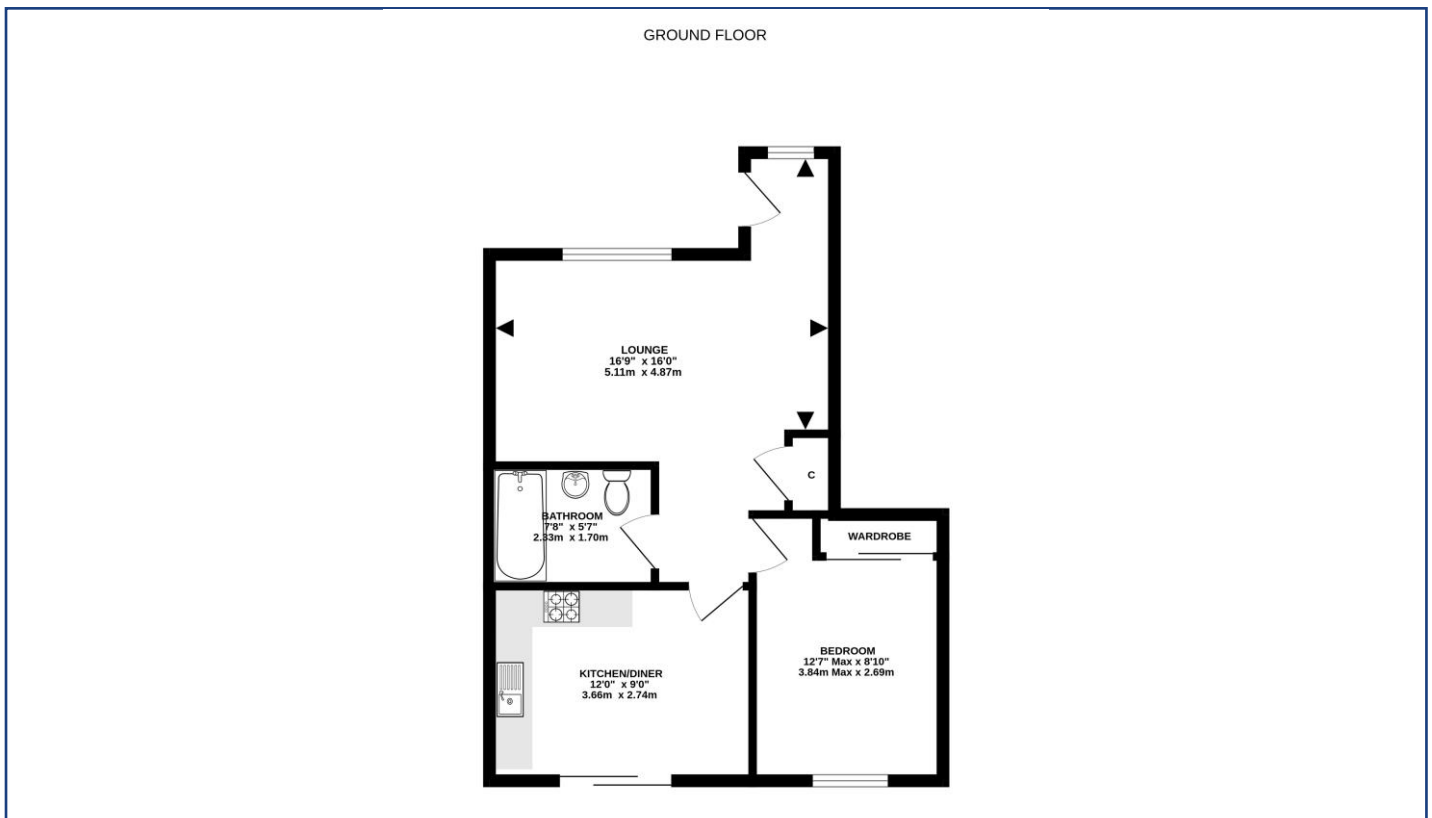 GROUND FLOOR
LOUNGE
16'9" x 16'0"
5.11m x 4.87m
C
BATHROOM
7'8" x 5'7"
2.33m x 1.70m
WARDROBE
KITCHEN/DINER
12'0" x 9'0"
3.66m x 2.74m
BEDROOM
12'7" Max x 8'10"
3.84m Max x 2.69m